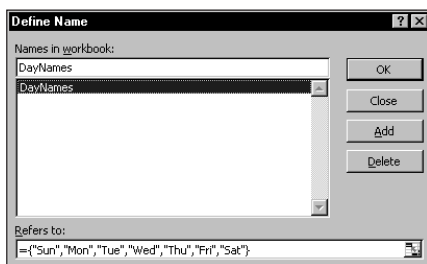 Define Name
Names in workbook:
DayNames
DayNames
OK
Close
Add
Delete
Refers to:
={"Sun","Mon","Tue","Wed","Thu","Fri","Sat"}